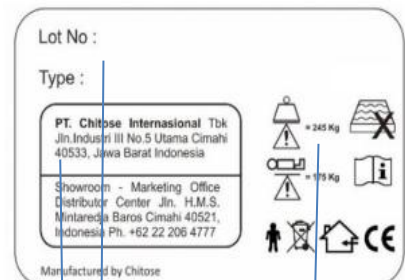 Lot No :
Type :
PT. Chitose Internasional Tbk
Jln.Industri III No.5 Utama Cimahi
40533, Jawa Barat Indonesia
Showroom - Marketing Office
Distributor Center Jln. H.M.S.
Mintaredja Baros Cimahi 40521,
Indonesia Ph. +62 22 206 4777
= 245 Kg
= 175 Kg
i
CE
Manufactured by Chitose